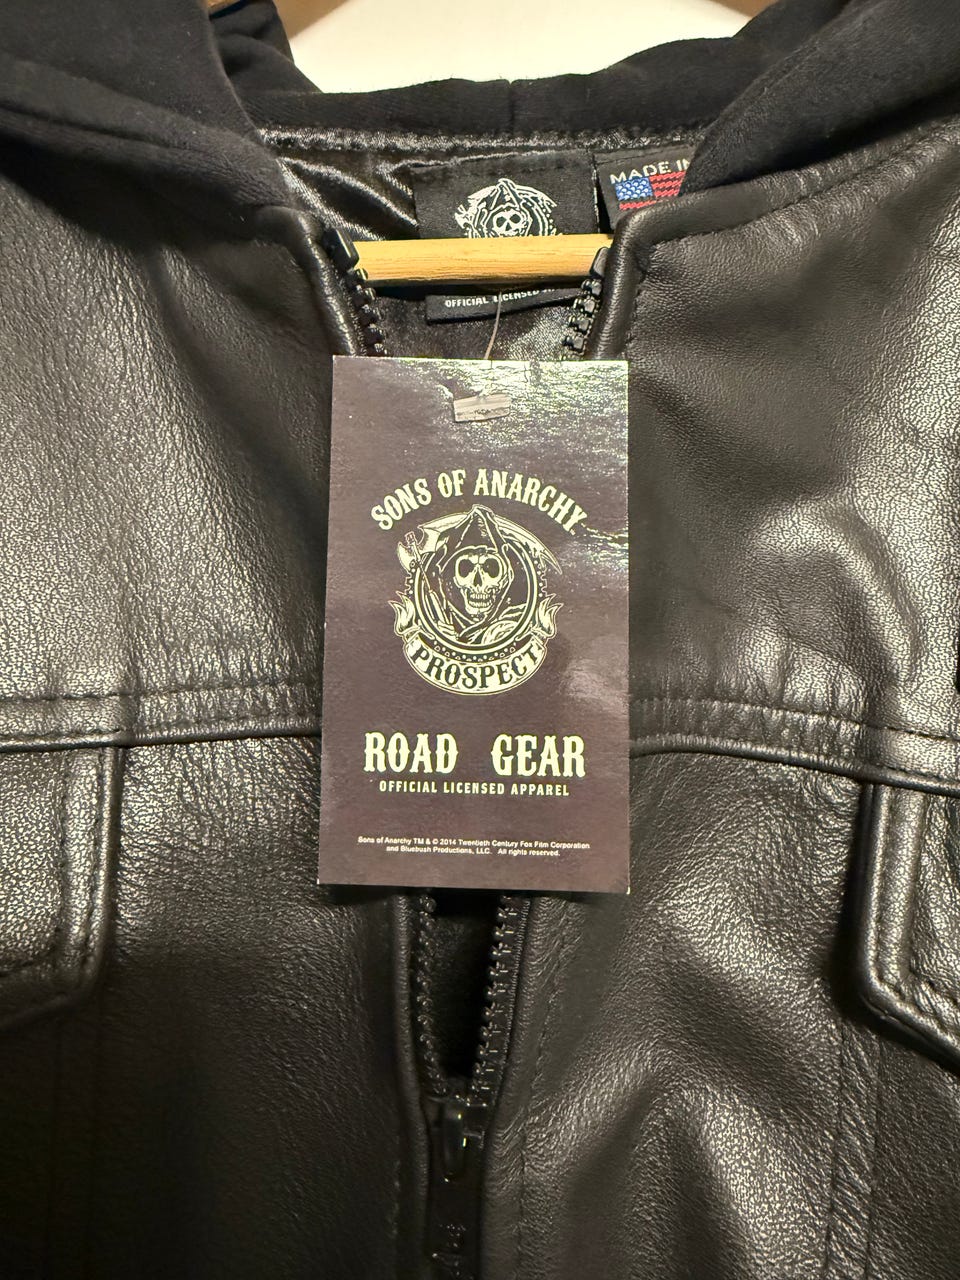 MADE IN
OFFICIAL LICENSED
SONS OF ANARCHY
PROSPECT
ROAD GEAR
OFFICIAL LICENSED APPAREL
Sons of Anarchy TM & © 2014 Twentieth Century Fox Film Corporation
and Bluebush Productions, LLC. All rights reserved.